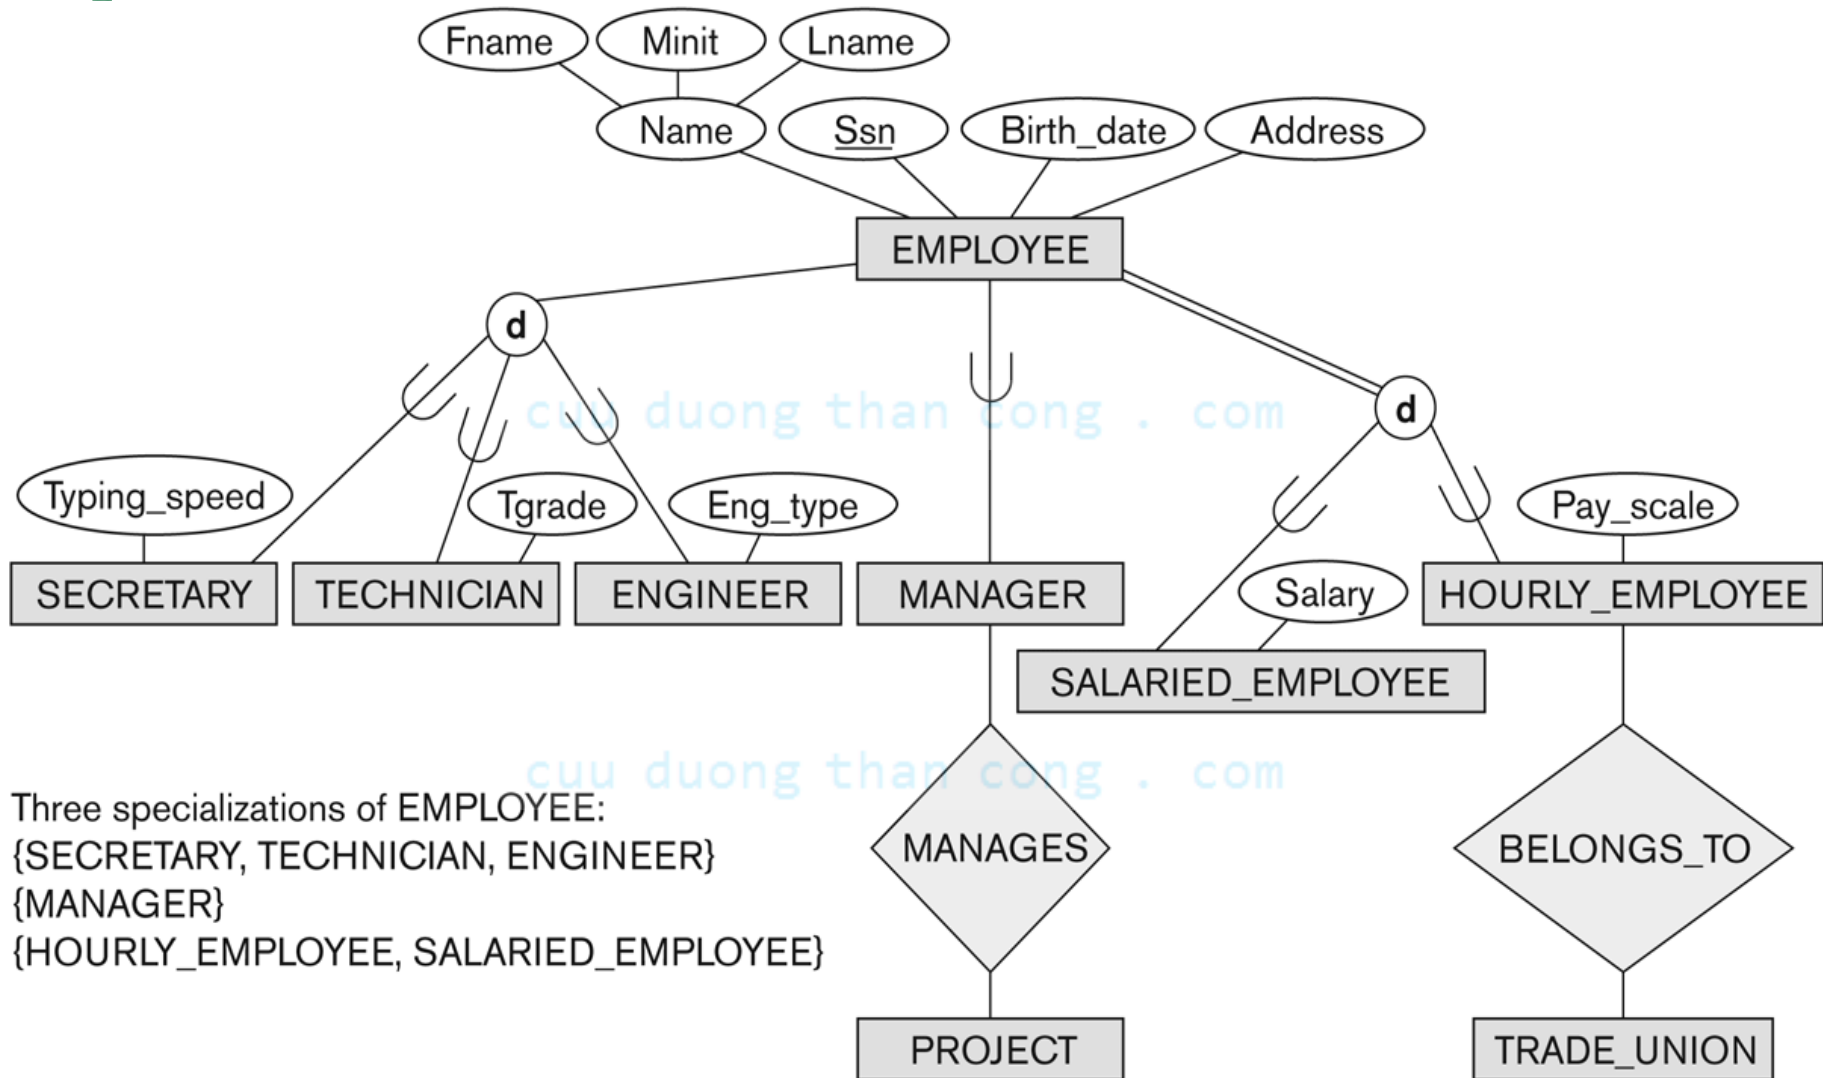 Fname Minit Lname
Name Ssn Birth_date Address
EMPLOYEE
d
d
cuu duong than cong . com
Typing_speed Tgrade Eng_type Pay_scale
SECRETARY TECHNICIAN ENGINEER MANAGER Salary HOURLY_EMPLOYEE
SALARIED_EMPLOYEE
cuu duong than cong . com
Three specializations of EMPLOYEE:
{SECRETARY, TECHNICIAN, ENGINEER}
{MANAGER}
{HOURLY_EMPLOYEE, SALARIED_EMPLOYEE}
MANAGES BELONGS_TO
PROJECT TRADE_UNION